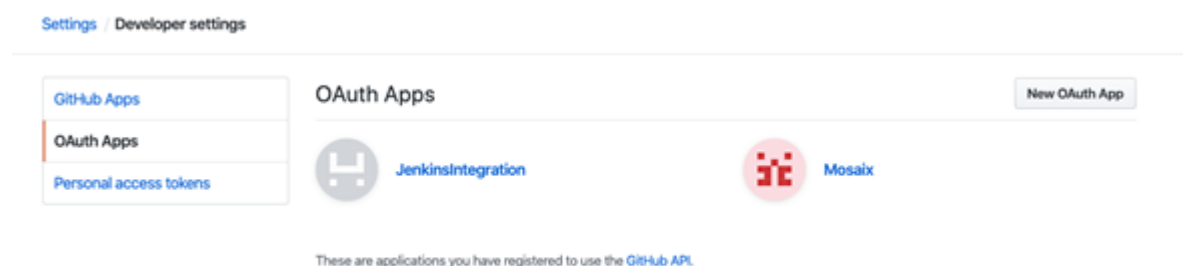 Settings / Developer settings
GitHub Apps
OAuth Apps
Personal access tokens
OAuth Apps
New OAuth App
JenkinsIntegration
Mosaix
These are applications you have registered to use the GitHub API.